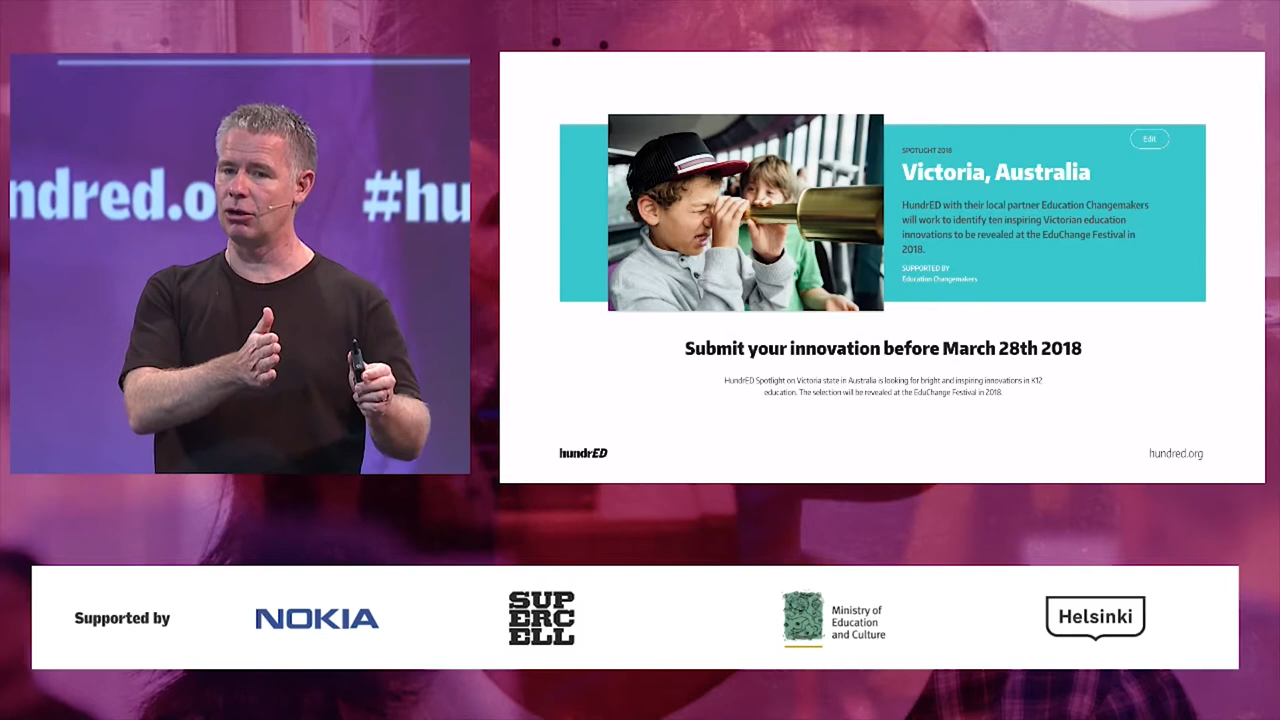 ndred.o
#hu
Edit
SPOTLIGHT 2018
Victoria, Australia
HundrED with their local partner Education Changemakers
will work to identify ten inspiring Victorian education
innovations to be revealed at the EduChange Festival in
2018.
SUPPORTED BY
Education Changemakers
Submit your innovation before March 28th 2018
HundrED Spotlight on Victoria state in Australia is looking for bright and inspiring innovations in K12
education. The selection will be revealed at the EduChange Festival in 2018.
hundrED
hundred.org
Supported by
NOKIA
SUP
ERC
ELL
Ministry of
Education
and Culture
Helsinki